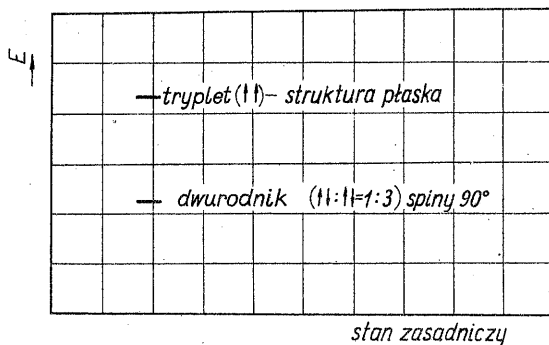 E
tryplet (↑↑) – struktura płaska
dwurodnik (↑↓:↑↑=1:3) spiny 90°
stan zasadniczy